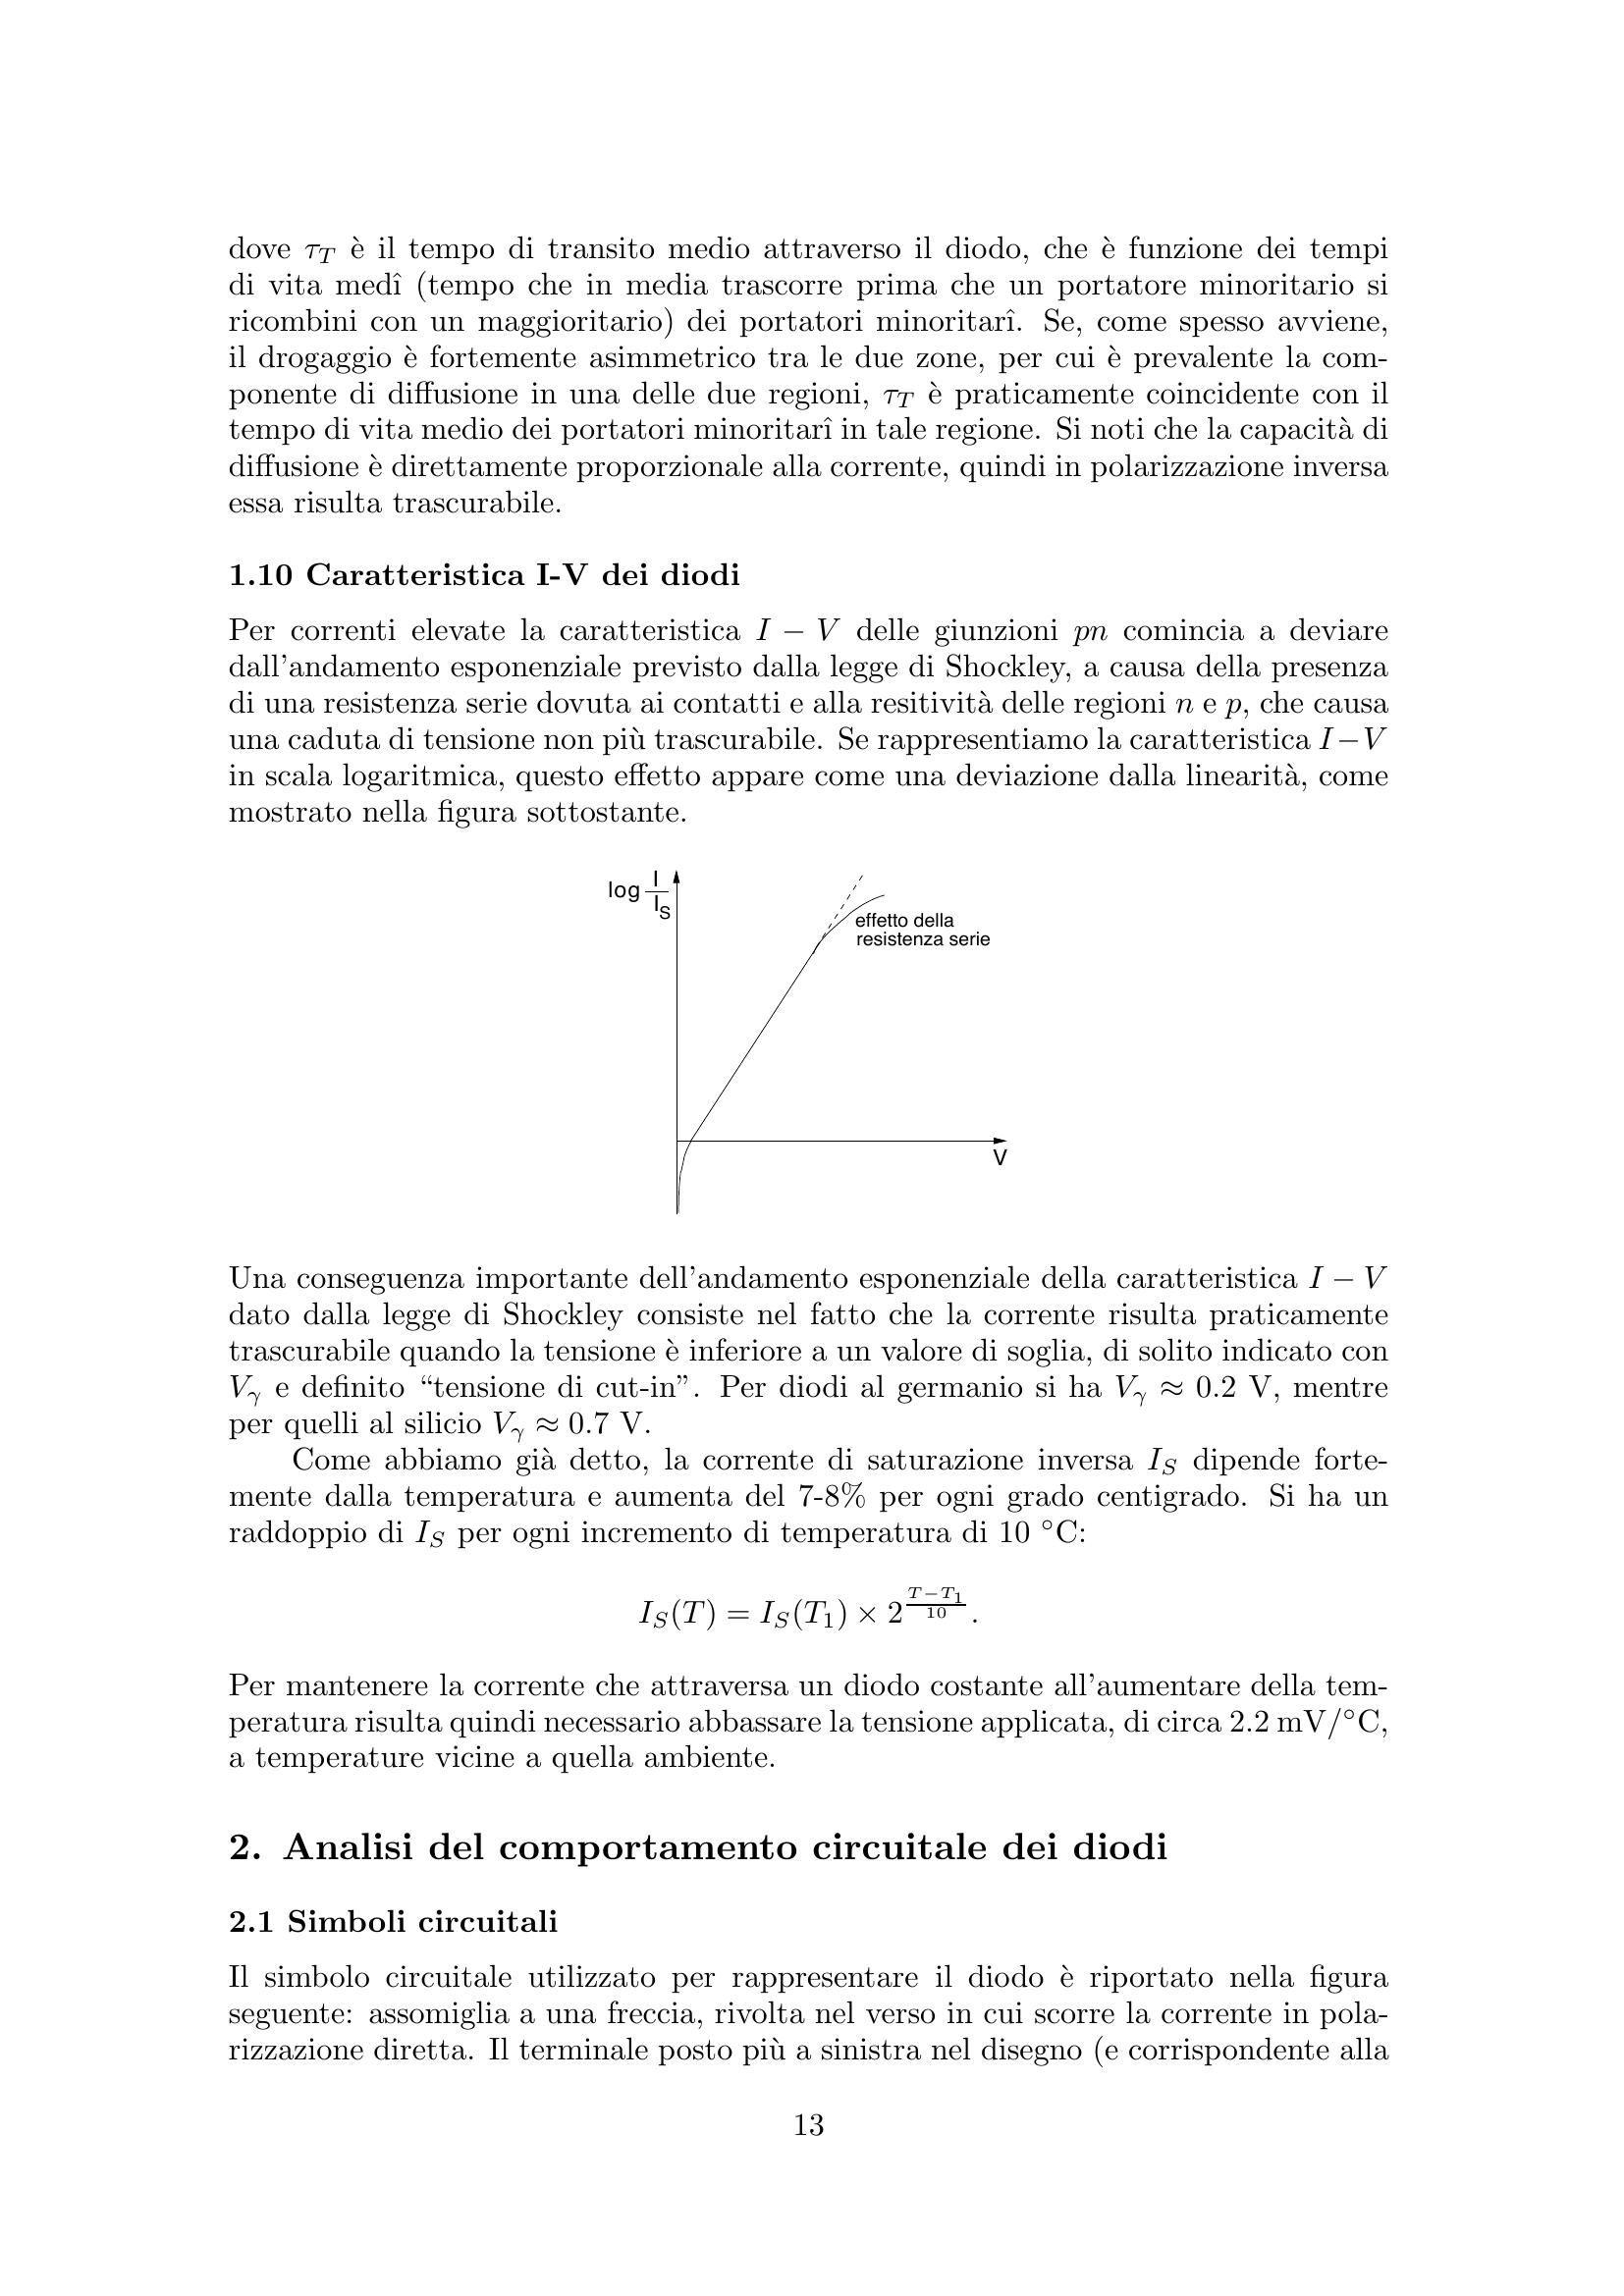 dove τ_T è il tempo di transito medio attraverso il diodo, che è funzione dei tempi
di vita medî (tempo che in media trascorre prima che un portatore minoritario si
ricombini con un maggioritario) dei portatori minoritarî. Se, come spesso avviene,
il drogaggio è fortemente asimmetrico tra le due zone, per cui è prevalente la com-
ponente di diffusione in una delle due regioni, τ_T è praticamente coincidente con il
tempo di vita medio dei portatori minoritarî in tale regione. Si noti che la capacità di
diffusione è direttamente proporzionale alla corrente, quindi in polarizzazione inversa
essa risulta trascurabile.
1.10 Caratteristica I-V dei diodi
Per correnti elevate la caratteristica I − V delle giunzioni pn comincia a deviare
dall'andamento esponenziale previsto dalla legge di Shockley, a causa della presenza
di una resistenza serie dovuta ai contatti e alla resitività delle regioni n e p, che causa
una caduta di tensione non più trascurabile. Se rappresentiamo la caratteristica I−V
in scala logaritmica, questo effetto appare come una deviazione dalla linearità, come
mostrato nella figura sottostante.
log I/I_S
effetto della
resistenza serie
V
Una conseguenza importante dell'andamento esponenziale della caratteristica I − V
dato dalla legge di Shockley consiste nel fatto che la corrente risulta praticamente
trascurabile quando la tensione è inferiore a un valore di soglia, di solito indicato con
V_γ e definito “tensione di cut-in”. Per diodi al germanio si ha V_γ ≈ 0.2 V, mentre
per quelli al silicio V_γ ≈ 0.7 V.
Come abbiamo già detto, la corrente di saturazione inversa I_S dipende forte-
mente dalla temperatura e aumenta del 7-8% per ogni grado centigrado. Si ha un
raddoppio di I_S per ogni incremento di temperatura di 10 °C:
I_S(T) = I_S(T_1) × 2^{\frac{T−T_1}{10}}.
Per mantenere la corrente che attraversa un diodo costante all'aumentare della tem-
peratura risulta quindi necessario abbassare la tensione applicata, di circa 2.2 mV/°C,
a temperature vicine a quella ambiente.
2. Analisi del comportamento circuitale dei diodi
2.1 Simboli circuitali
Il simbolo circuitale utilizzato per rappresentare il diodo è riportato nella figura
seguente: assomiglia a una freccia, rivolta nel verso in cui scorre la corrente in pola-
rizzazione diretta. Il terminale posto più a sinistra nel disegno (e corrispondente alla
13